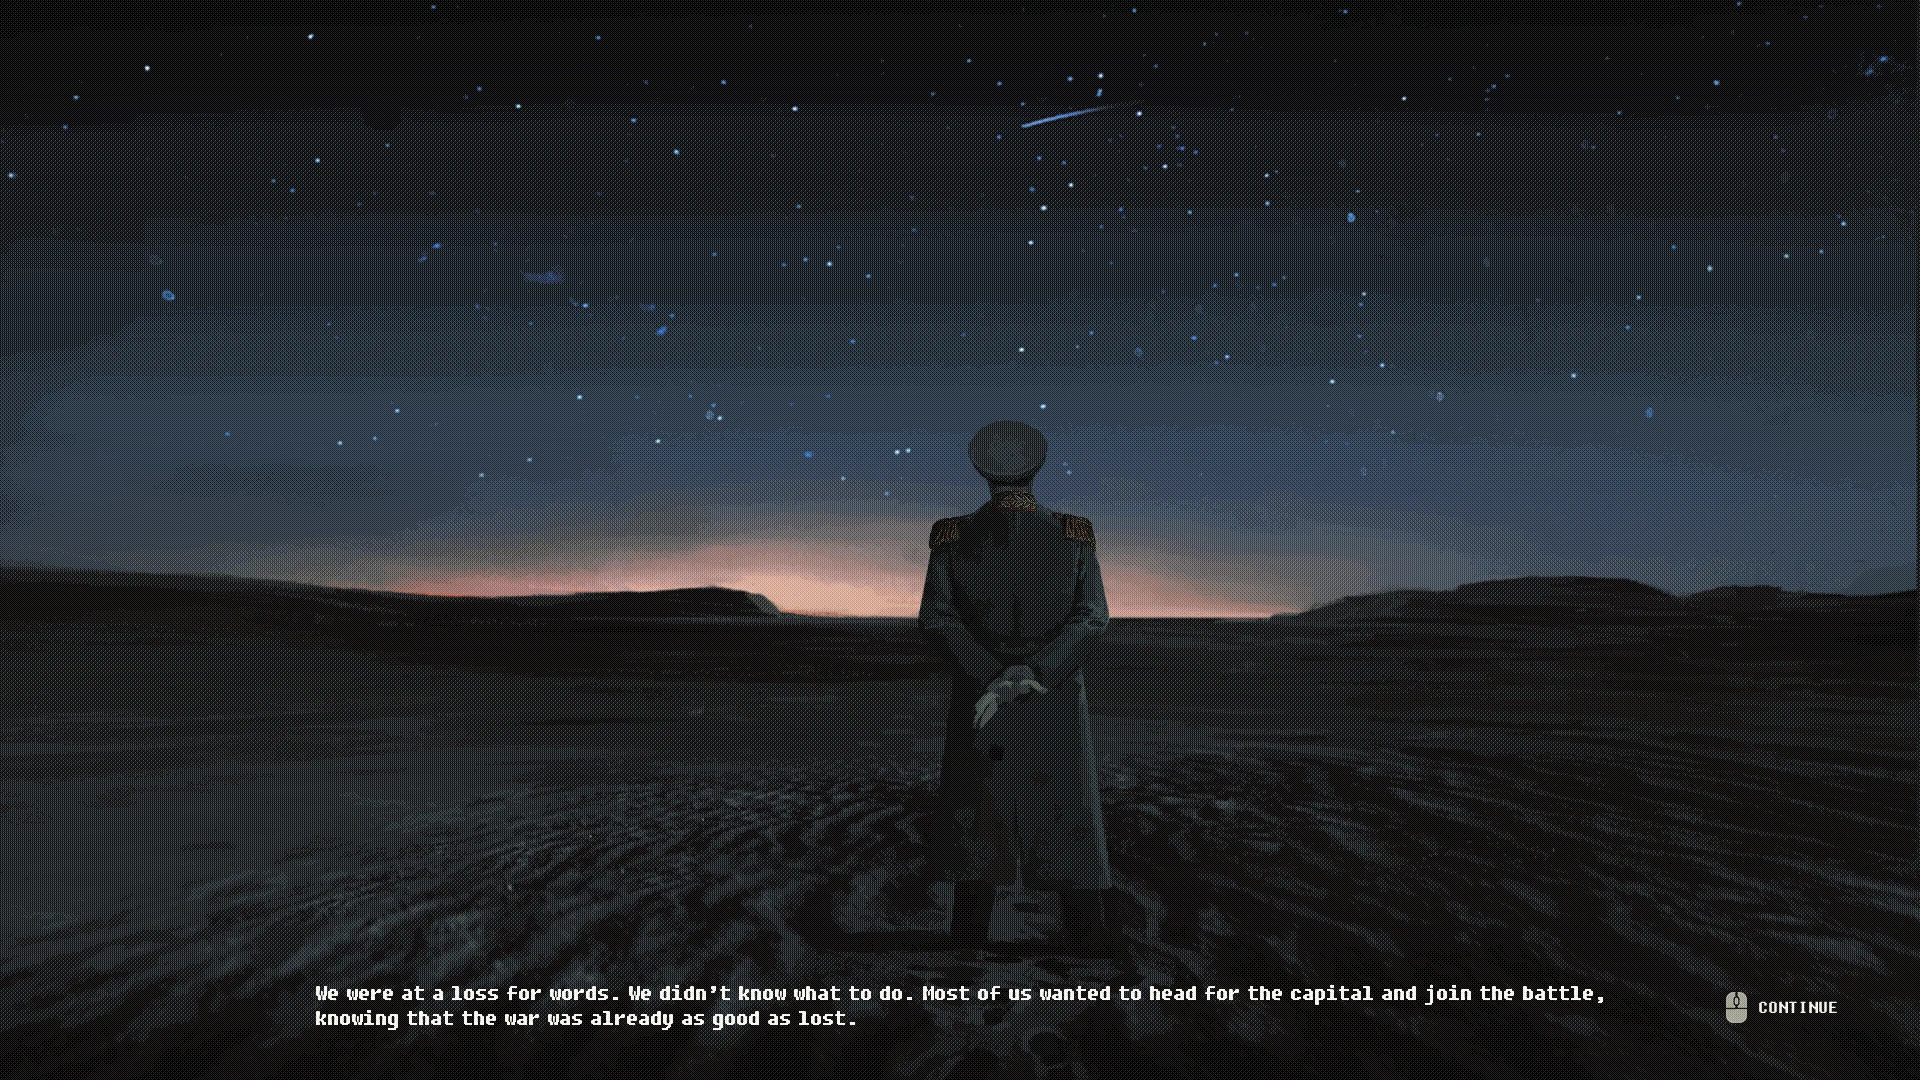 We were at a loss for words. We didn't know what to do. Most of us wanted to head for the capital and join the battle,
knowing that the war was already as good as lost.
CONTINUE